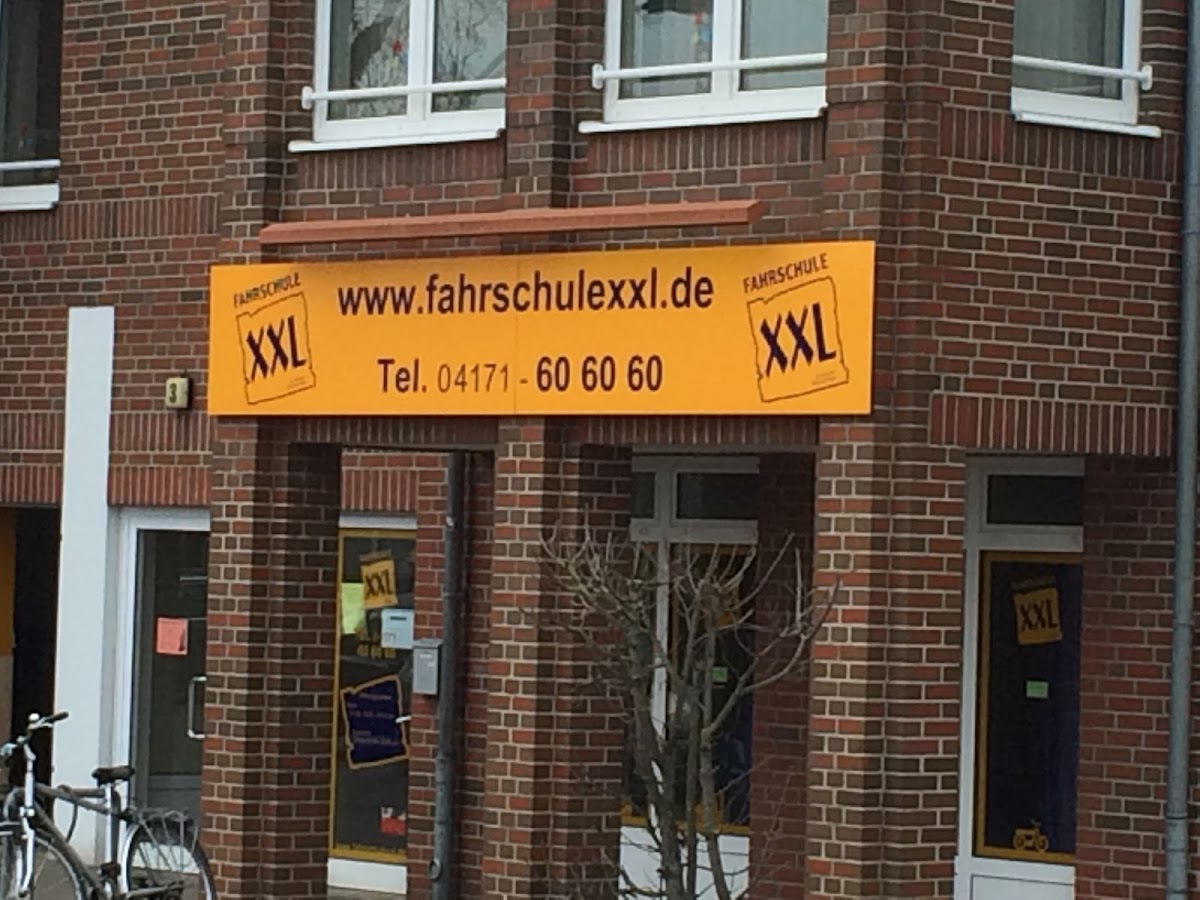 FAHRSCHULE
XXL
www.fahrschulexxl.de
Tel. 04171 - 60 60 60
FAHRSCHULE
XXL
3
XXL
XXL